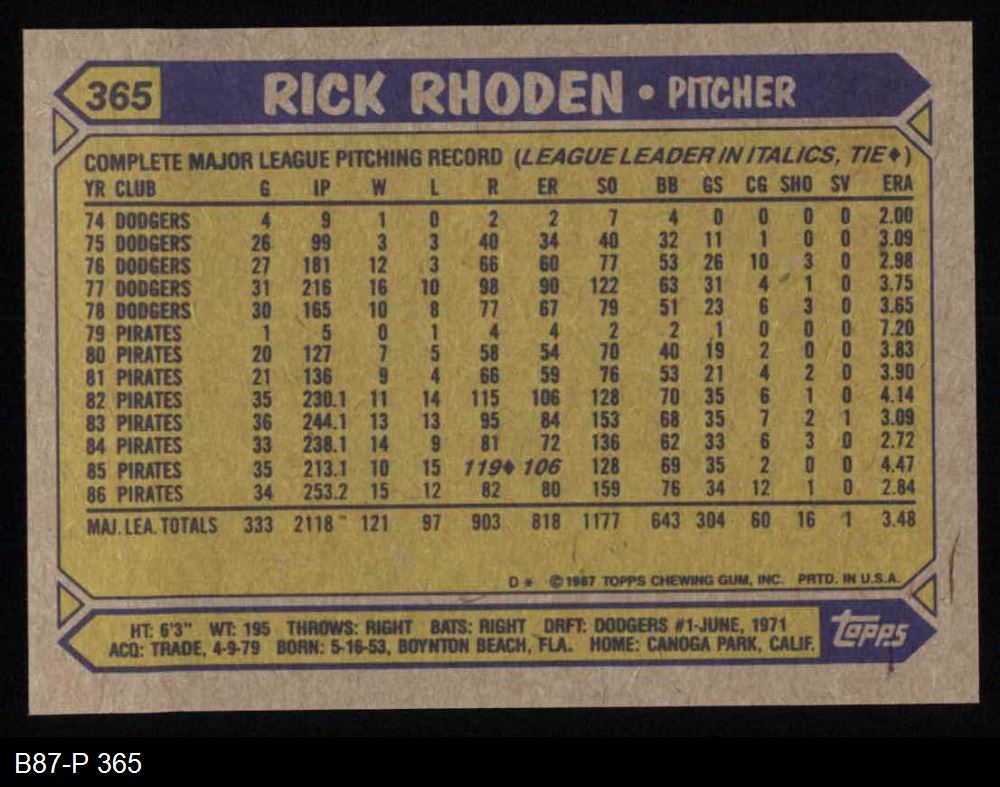 365 RICK RHODEN • PITCHER
COMPLETE MAJOR LEAGUE PITCHING RECORD (LEAGUE LEADER IN ITALICS, TIE♦)
YR CLUB G IP W L R ER SO BB GS CG SHO SV ERA
74 DODGERS 4 9 1 0 2 2 7 4 0 0 0 0 2.00
75 DODGERS 26 99 3 3 40 34 40 32 11 1 0 0 3.09
76 DODGERS 27 181 12 3 66 60 77 53 26 10 3 0 2.98
77 DODGERS 31 216 16 10 98 90 122 63 31 4 1 0 3.75
78 DODGERS 30 165 10 8 77 67 79 51 23 6 3 0 3.65
79 PIRATES 1 5 0 1 4 4 2 2 1 0 0 0 7.20
80 PIRATES 20 127 7 5 58 54 70 40 19 2 0 0 3.83
81 PIRATES 21 136 9 4 66 59 76 53 21 4 2 0 3.90
82 PIRATES 35 230.1 11 14 115 106 128 70 35 6 1 0 4.14
83 PIRATES 36 244.1 13 13 95 84 153 68 35 7 2 1 3.09
84 PIRATES 33 238.1 14 9 81 72 136 62 33 6 3 0 2.72
85 PIRATES 35 213.1 10 15 119♦ 106 128 69 35 2 0 0 4.47
86 PIRATES 34 253.2 15 12 82 80 159 76 34 12 1 0 2.84
MAJ. LEA. TOTALS 333 2118 121 97 903 818 1177 643 304 60 16 1 3.48
D* ©1987 TOPPS CHEWING GUM, INC. PRTD. IN U.S.A.
HT: 6'3" WT: 195 THROWS: RIGHT BATS: RIGHT DRFT: DODGERS #1-JUNE, 1971
ACQ: TRADE, 4-9-79 BORN: 5-16-53, BOYNTON BEACH, FLA. HOME: CANOGA PARK, CALIF.
Topps
B87-P 365